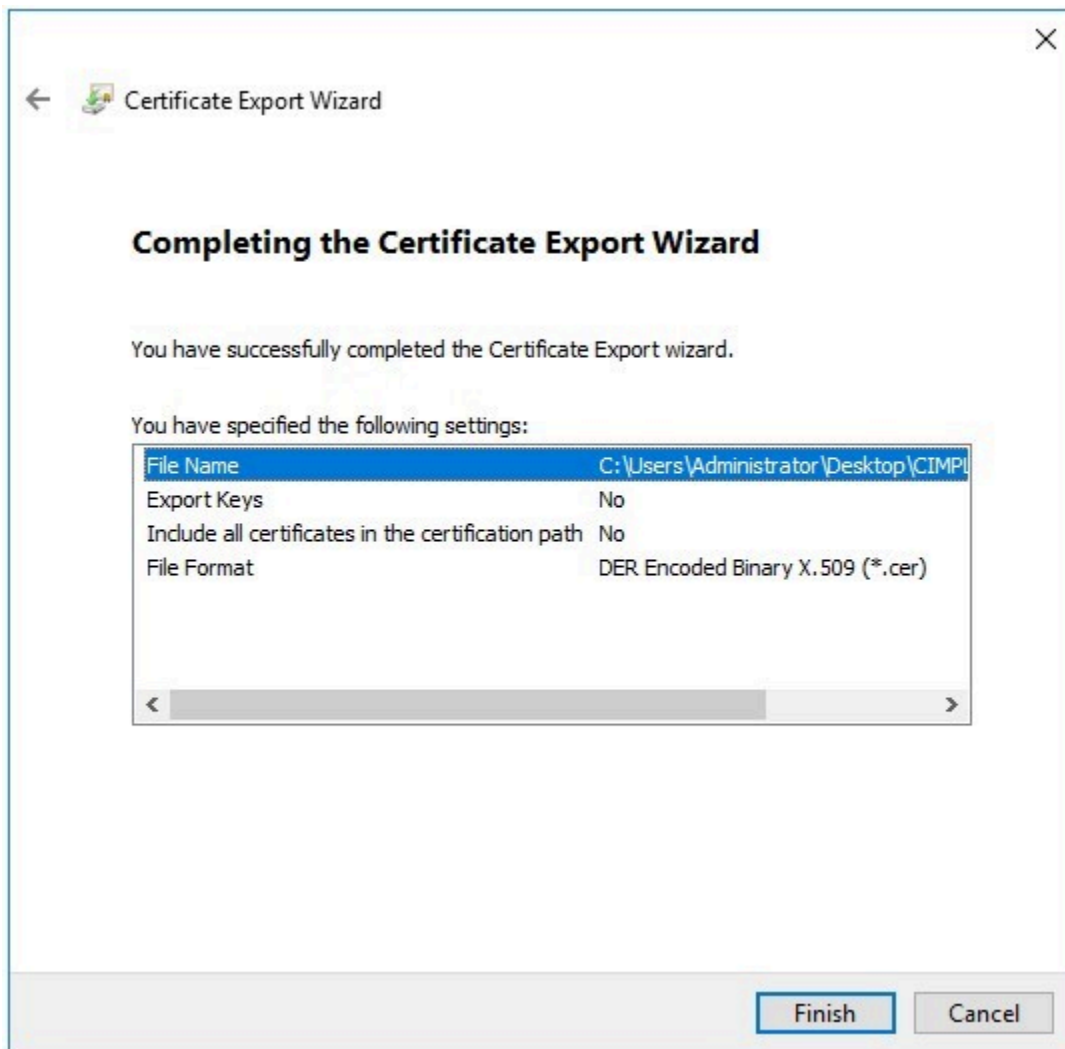 Certificate Export Wizard
Completing the Certificate Export Wizard
You have successfully completed the Certificate Export wizard.
You have specified the following settings:
File Name C:\Users\Administrator\Desktop\CIMPL
Export Keys No
Include all certificates in the certification path No
File Format DER Encoded Binary X.509 (*.cer)
Finish Cancel